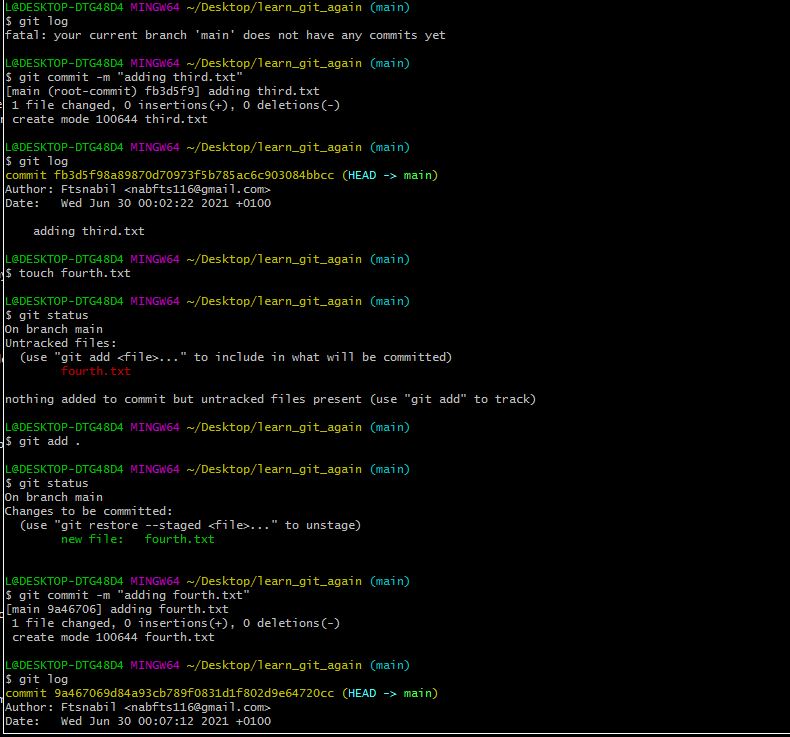 L@DESKTOP-DTG48D4 MINGW64 ~/Desktop/learn_git_again (main)
$ git log
fatal: your current branch 'main' does not have any commits yet
L@DESKTOP-DTG48D4 MINGW64 ~/Desktop/learn_git_again (main)
$ git commit -m "adding third.txt"
[main (root-commit) fb3d5f9] adding third.txt
 1 file changed, 0 insertions(+), 0 deletions(-)
 create mode 100644 third.txt
L@DESKTOP-DTG48D4 MINGW64 ~/Desktop/learn_git_again (main)
$ git log
commit fb3d5f98a89870d70973f5b785ac6c903084bbcc (HEAD -> main)
Author: Ftsnabil <nabfts116@gmail.com>
Date:   Wed Jun 30 00:02:22 2021 +0100
    adding third.txt
L@DESKTOP-DTG48D4 MINGW64 ~/Desktop/learn_git_again (main)
$ touch fourth.txt
L@DESKTOP-DTG48D4 MINGW64 ~/Desktop/learn_git_again (main)
$ git status
On branch main
Untracked files:
  (use "git add <file>..." to include in what will be committed)
        fourth.txt
nothing added to commit but untracked files present (use "git add" to track)
L@DESKTOP-DTG48D4 MINGW64 ~/Desktop/learn_git_again (main)
$ git add .
L@DESKTOP-DTG48D4 MINGW64 ~/Desktop/learn_git_again (main)
$ git status
On branch main
Changes to be committed:
  (use "git restore --staged <file>..." to unstage)
        new file:   fourth.txt
L@DESKTOP-DTG48D4 MINGW64 ~/Desktop/learn_git_again (main)
$ git commit -m "adding fourth.txt"
[main 9a46706] adding fourth.txt
 1 file changed, 0 insertions(+), 0 deletions(-)
 create mode 100644 fourth.txt
L@DESKTOP-DTG48D4 MINGW64 ~/Desktop/learn_git_again (main)
$ git log
commit 9a467069d84a93cb789f0831d1f802d9e64720cc (HEAD -> main)
Author: Ftsnabil <nabfts116@gmail.com>
Date:   Wed Jun 30 00:07:12 2021 +0100